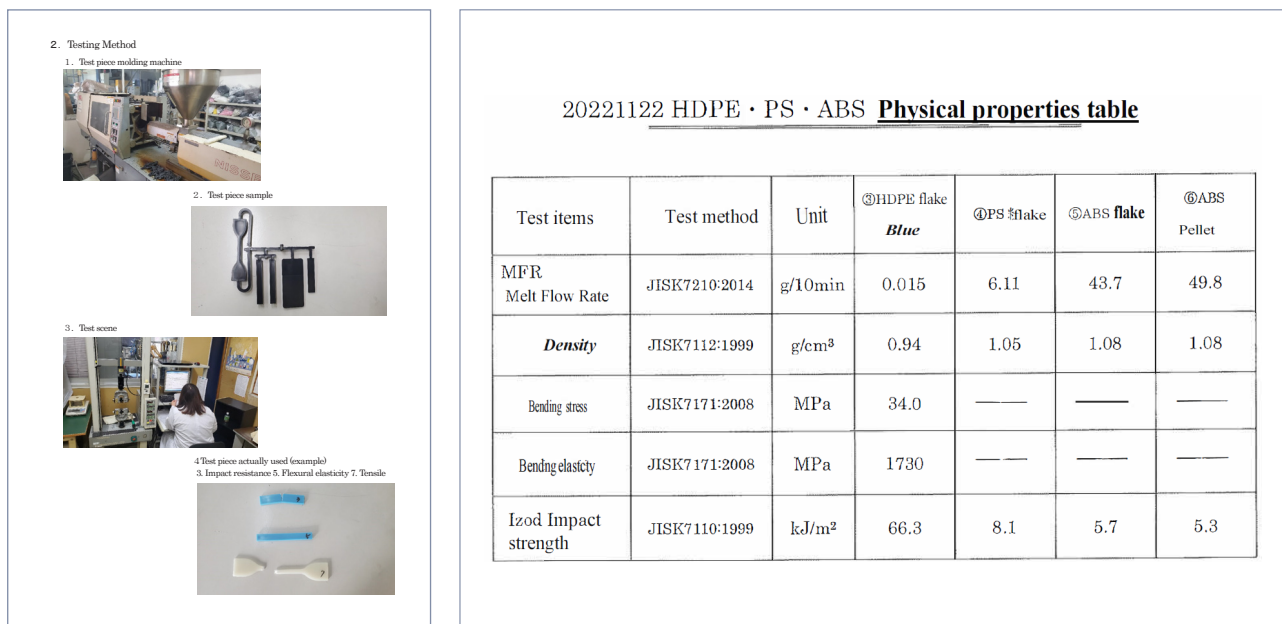 2. Testing Method
1. Test piece molding machine
2. Test piece sample
3. Test scene
4 Test piece actually used (example)
3. Impact resistance 5. Flexural elasticity 7. Tensile
7
20221122 HDPE・PS・ABS Physical properties table
Test items Test method Unit ③HDPE flake Blue ④PS flake ⑤ABS flake ⑥ABS Pellet
MFR Melt Flow Rate JISK7210:2014 g/10min 0.015 6.11 43.7 49.8
Density JISK7112:1999 g/cm³ 0.94 1.05 1.08 1.08
Bending stress JISK7171:2008 MPa 34.0 — — —
Bendng elastcty JISK7171:2008 MPa 1730 — — —
Izod Impact strength JISK7110:1999 kJ/m² 66.3 8.1 5.7 5.3